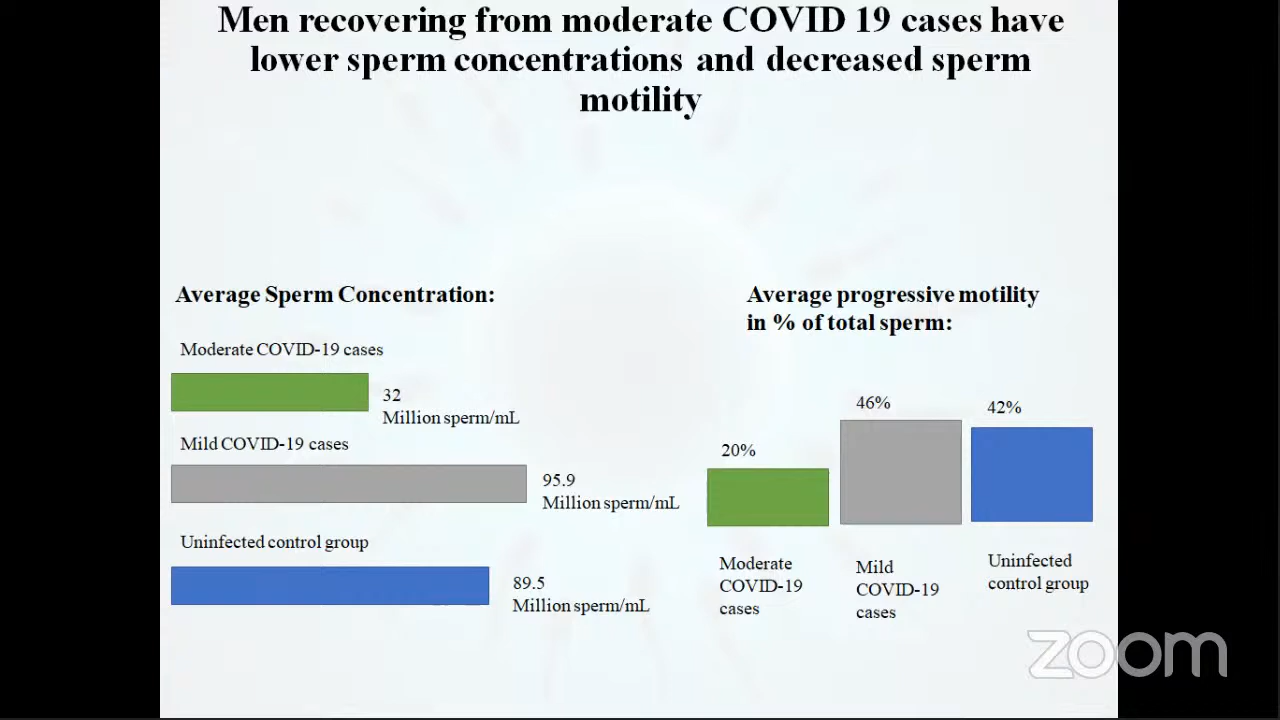 Men recovering from moderate COVID 19 cases have
lower sperm concentrations and decreased sperm
motility
Average Sperm Concentration:
Moderate COVID-19 cases
32
Million sperm/mL
Mild COVID-19 cases
95.9
Million sperm/mL
Uninfected control group
89.5
Million sperm/mL
Average progressive motility
in % of total sperm:
20%
46%
42%
Moderate
COVID-19
cases
Mild
COVID-19
cases
Uninfected
control group
zoom